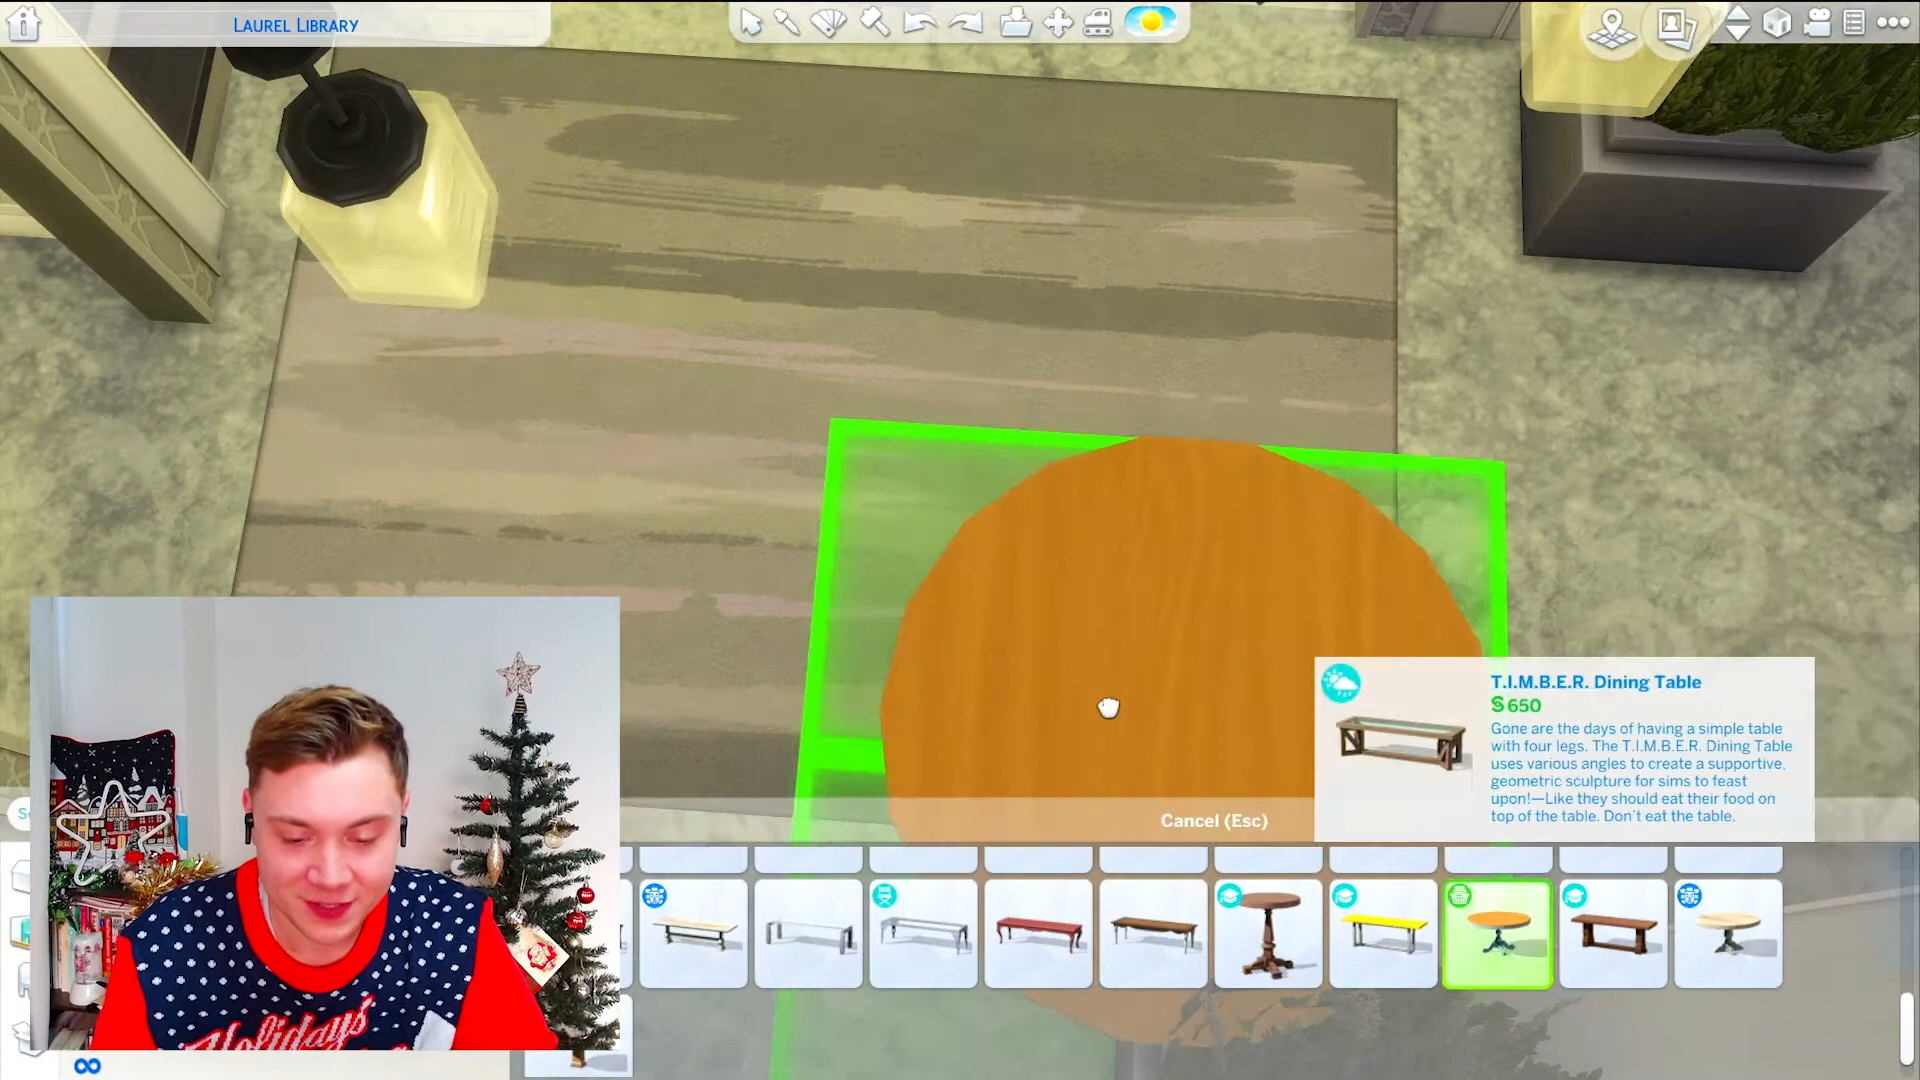 LAUREL LIBRARY
T.I.M.B.E.R. Dining Table
§650
Gone are the days of having a simple table
with four legs. The T.I.M.B.E.R. Dining Table
uses various angles to create a supportive,
geometric sculpture for sims to feast
upon!—Like they should eat their food on
top of the table. Don't eat the table.
Cancel (Esc)
Holidays